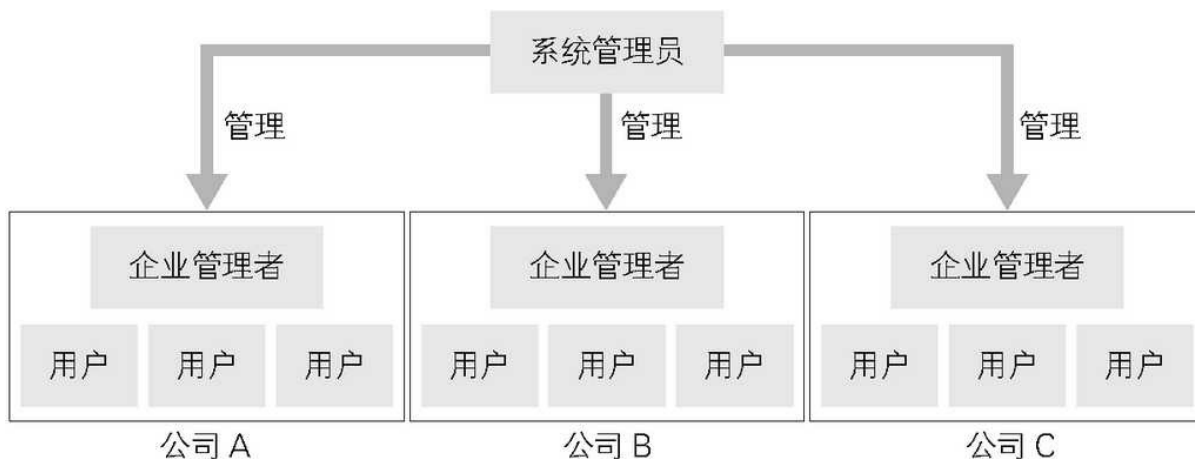 系统管理员
管理 管理 管理
企业管理者 企业管理者 企业管理者
用户 用户 用户 用户 用户 用户 用户 用户 用户
公司 A 公司 B 公司 C